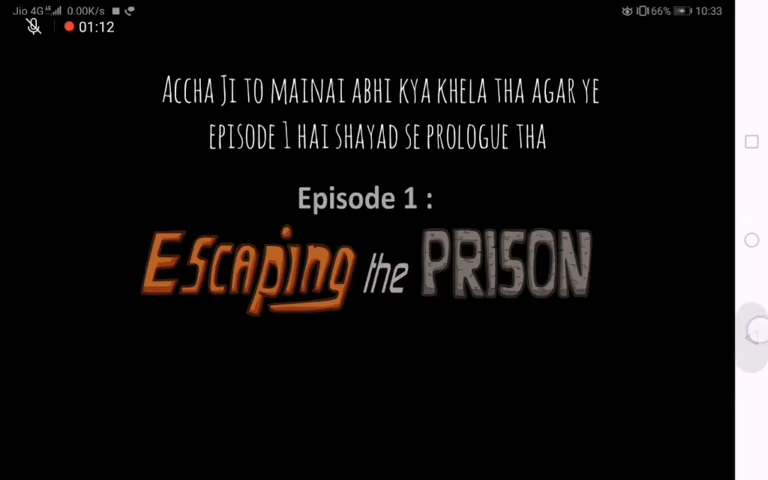 Jio 4G 0.00K/s 66% 10:33
01:12
ACCHA JI TO MAINAI ABHI KYA KHELA THA AGAR YE
EPISODE 1 HAI SHAYAD SE PROLOGUE THA
Episode 1 :
ESCAPING the PRISON